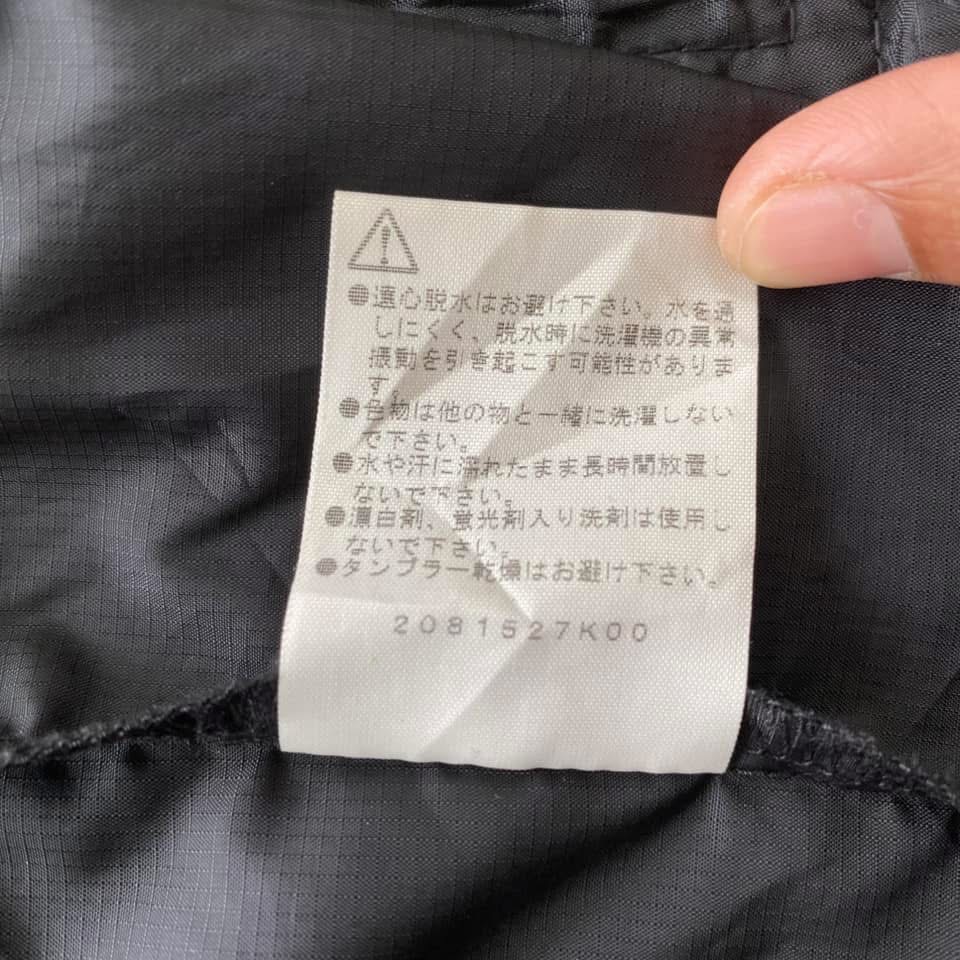 ●遠心脱水はお避け下さい。水を通
しにくく、脱水時に洗濯機の異常
振動を引き起こす可能性がありま
す。
●色物は他の物と一緒に洗濯しない
で下さい。
●水や汗に濡れたまま長時間放置し
ないで下さい。
●漂白剤、蛍光剤入り洗剤は使用し
ないで下さい。
●タンブラー乾燥はお避け下さい。
2081527K00